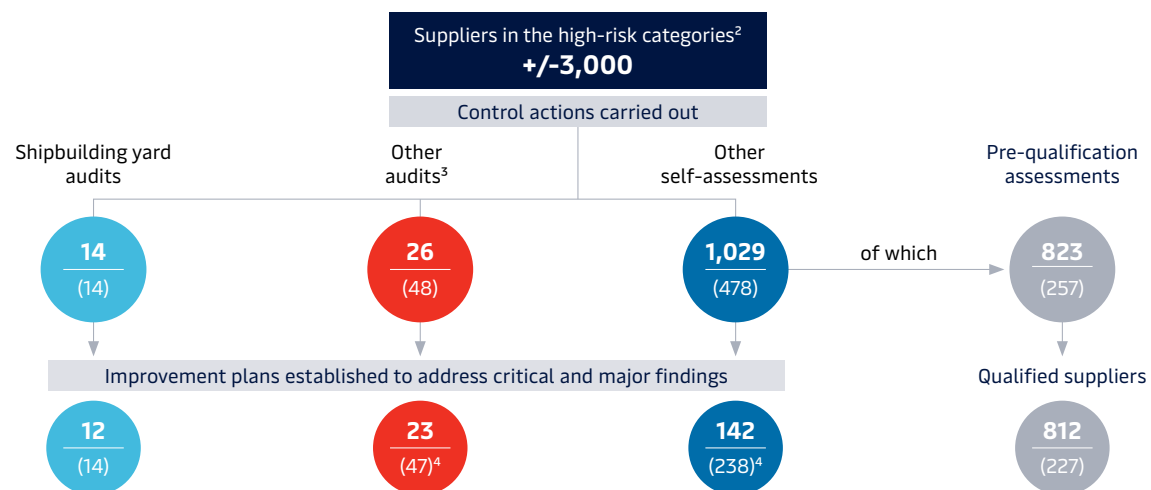 Suppliers in the high-risk categories²
+/-3,000
Control actions carried out
Shipbuilding yard
audits
Other
audits³
Other
self-assessments
Pre-qualification
assessments
14
(14)
26
(48)
1,029
(478)
of which
823
(257)
Improvement plans established to address critical and major findings
Qualified suppliers
12
(14)
23
(47)⁴
142
(238)⁴
812
(227)